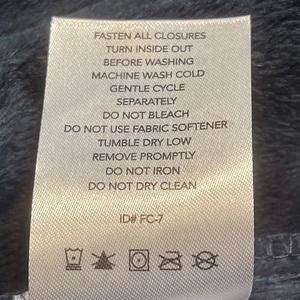 FASTEN ALL CLOSURES
TURN INSIDE OUT
BEFORE WASHING
MACHINE WASH COLD
GENTLE CYCLE
SEPARATELY
DO NOT BLEACH
DO NOT USE FABRIC SOFTENER
TUMBLE DRY LOW
REMOVE PROMPTLY
DO NOT IRON
DO NOT DRY CLEAN
ID# FC-7